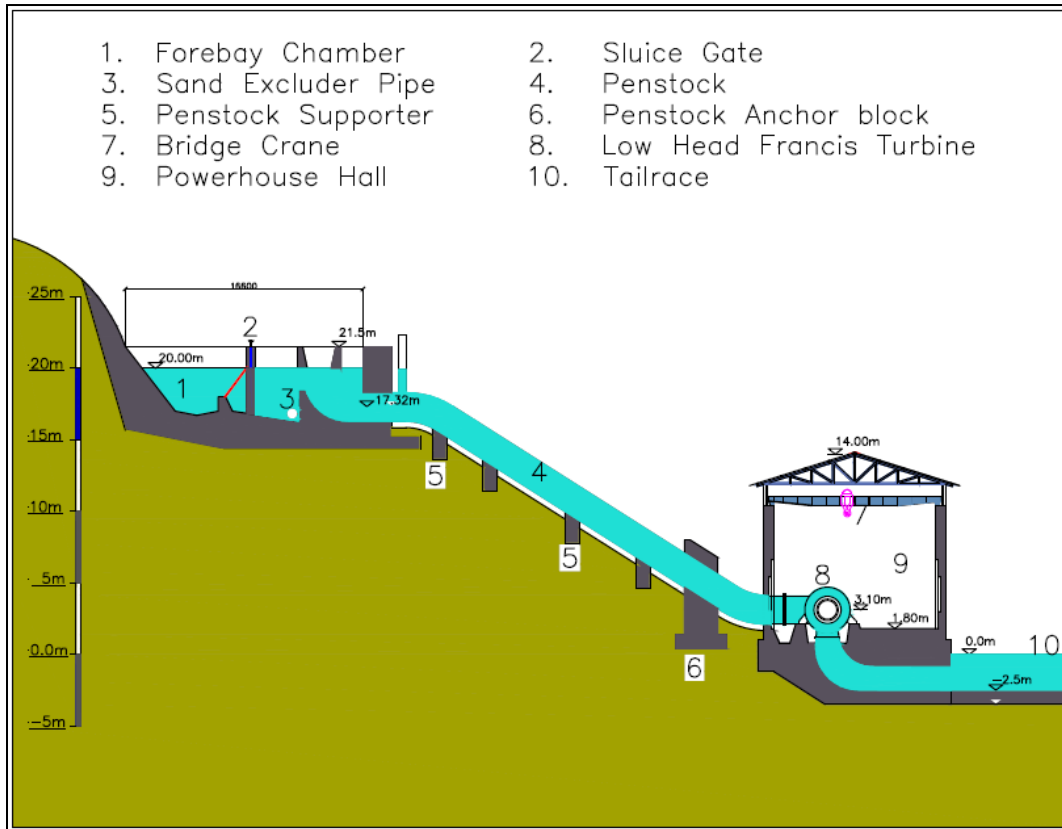 1. Forebay Chamber 2. Sluice Gate
3. Sand Excluder Pipe 4. Penstock
5. Penstock Supporter 6. Penstock Anchor block
7. Bridge Crane 8. Low Head Francis Turbine
9. Powerhouse Hall 10. Tailrace
25m
15600
2
21.5m
20m
20.00m
1
3
17.32m
15m
5
4
14.00m
10m
5
9
8
5m
3.10m
1.80m
0.0m
6
0.0m
10
-2.5m
-5m